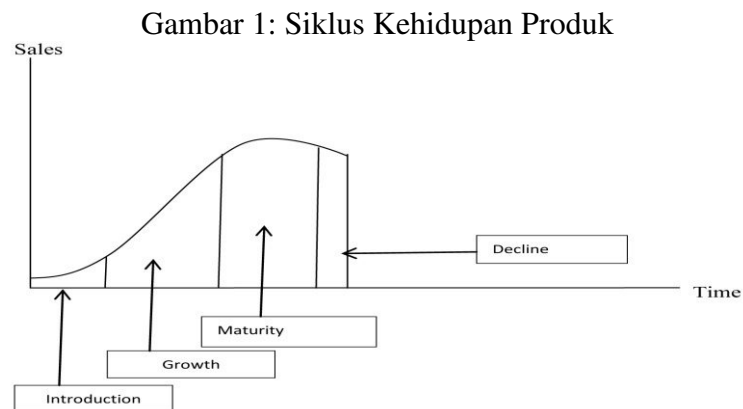 Gambar 1: Siklus Kehidupan Produk
Sales
Decline
Time
Maturity
Growth
Introduction